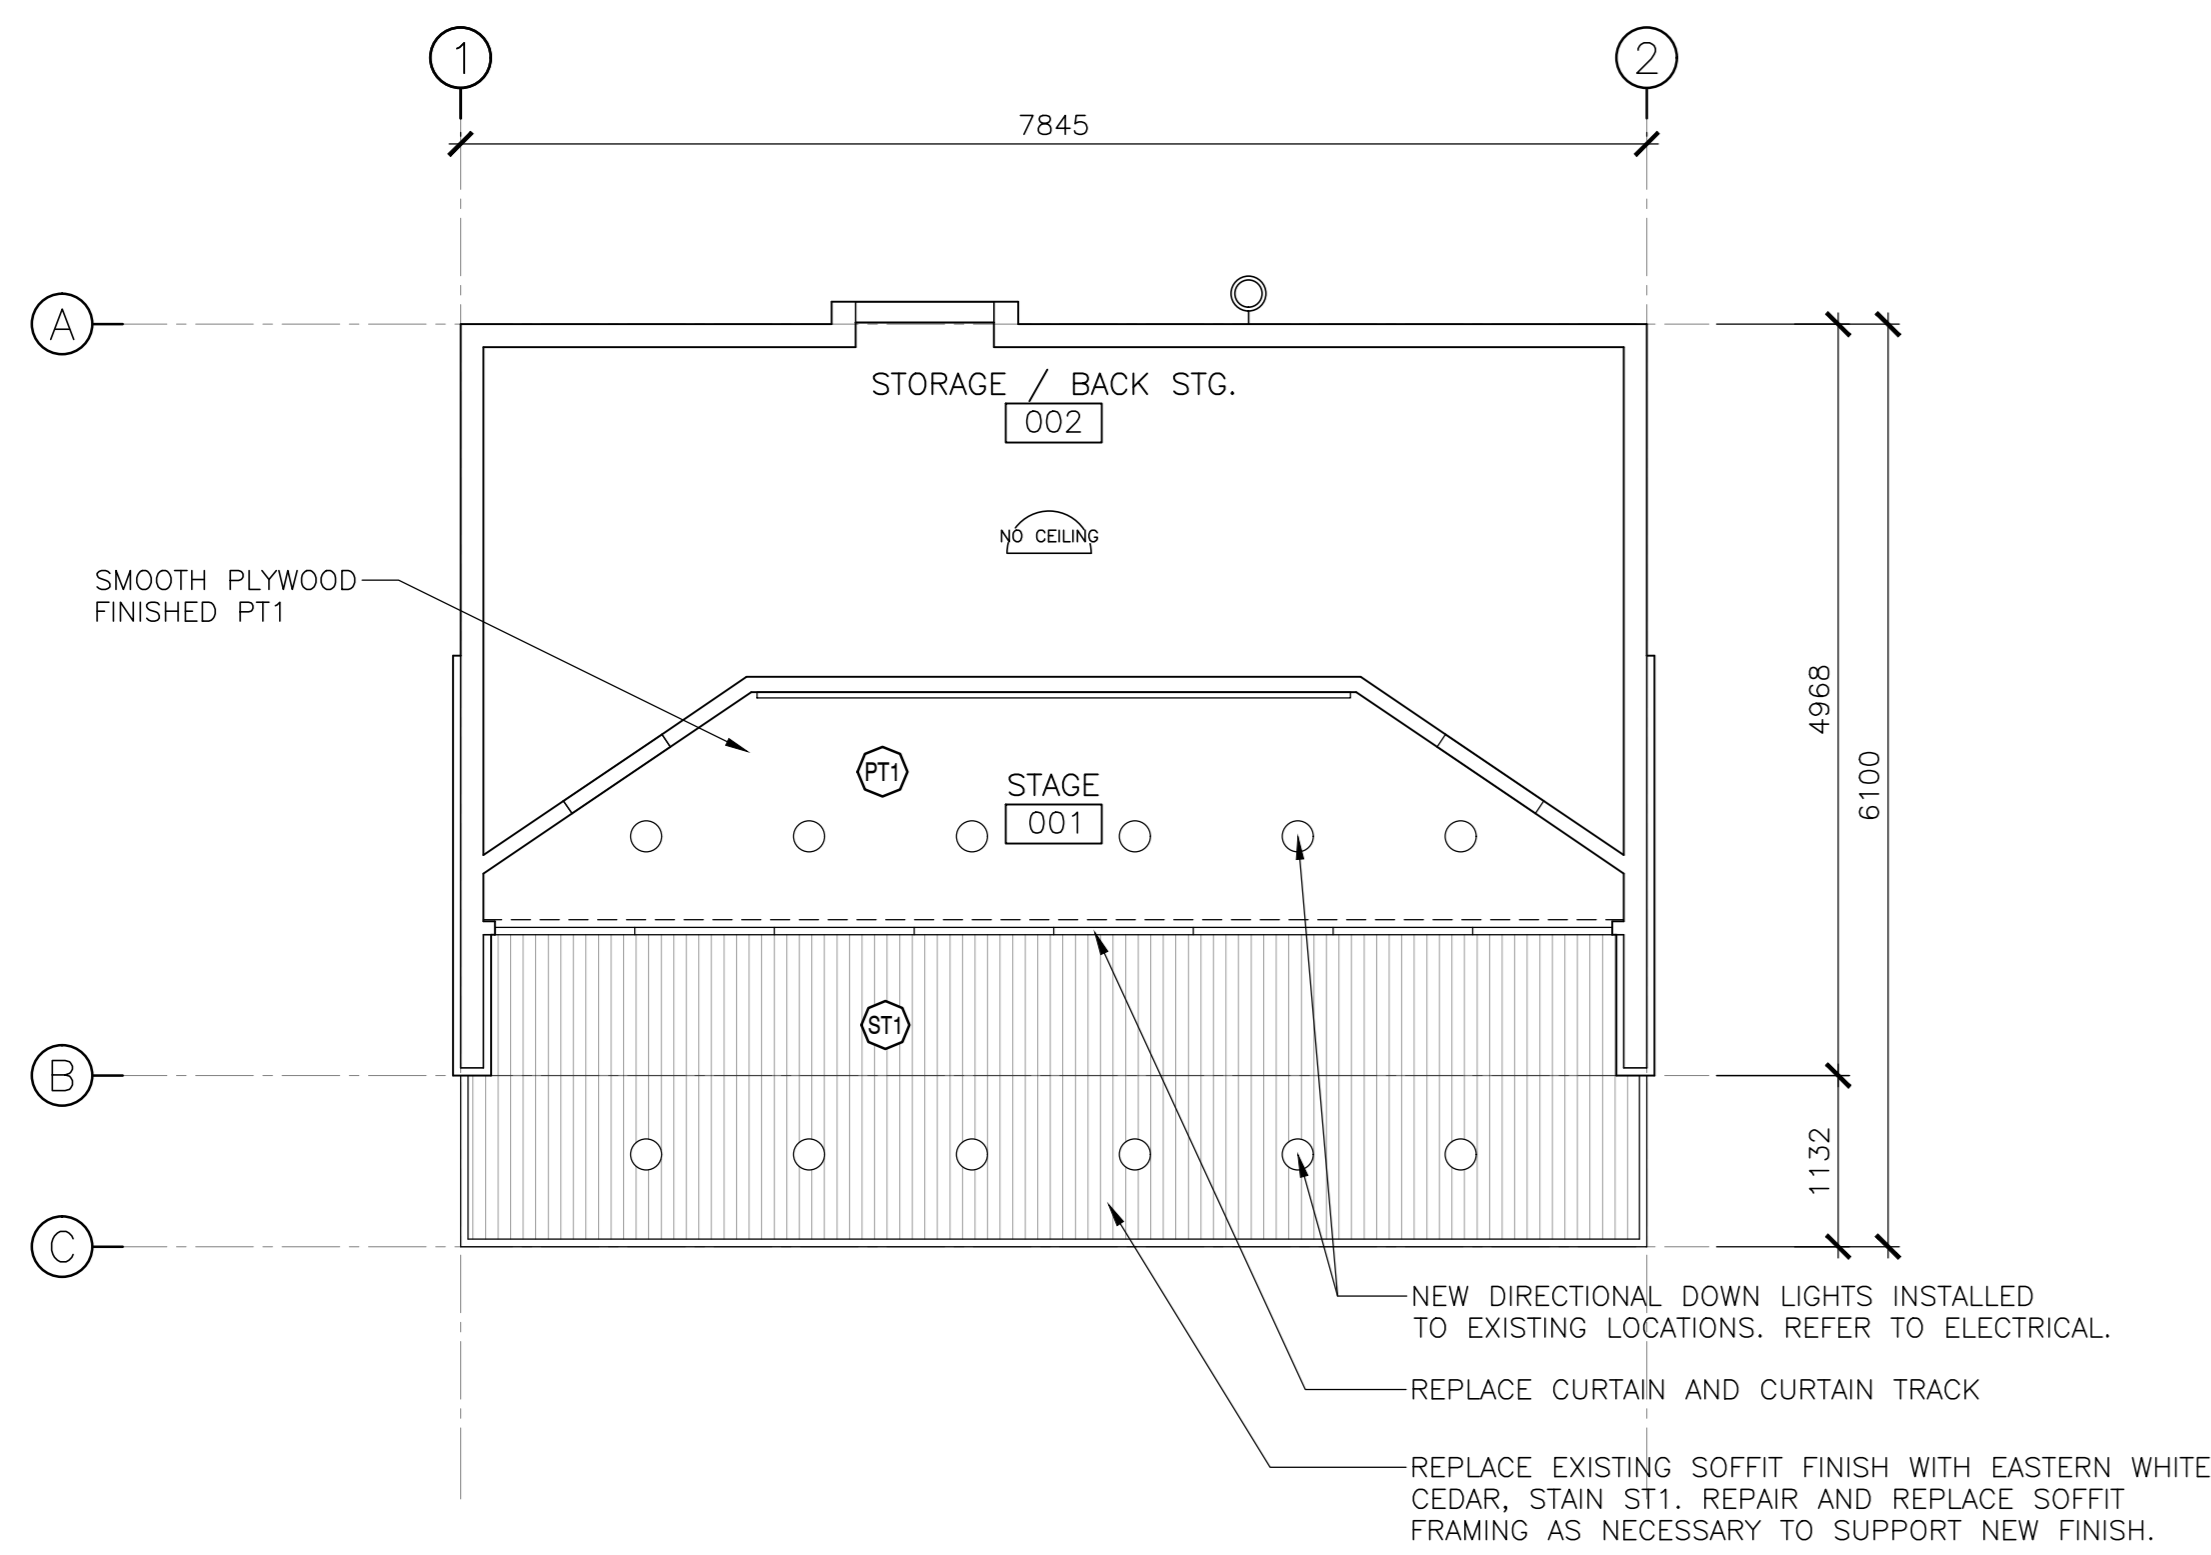 1
2
7845
A
STORAGE / BACK STG.
002
NO CEILING
SMOOTH PLYWOOD
FINISHED PT1
4968
6100
PT1
STAGE
001
ST1
B
1132
C
NEW DIRECTIONAL DOWN LIGHTS INSTALLED
TO EXISTING LOCATIONS. REFER TO ELECTRICAL.
REPLACE CURTAIN AND CURTAIN TRACK
REPLACE EXISTING SOFFIT FINISH WITH EASTERN WHITE
CEDAR, STAIN ST1. REPAIR AND REPLACE SOFFIT
FRAMING AS NECESSARY TO SUPPORT NEW FINISH.